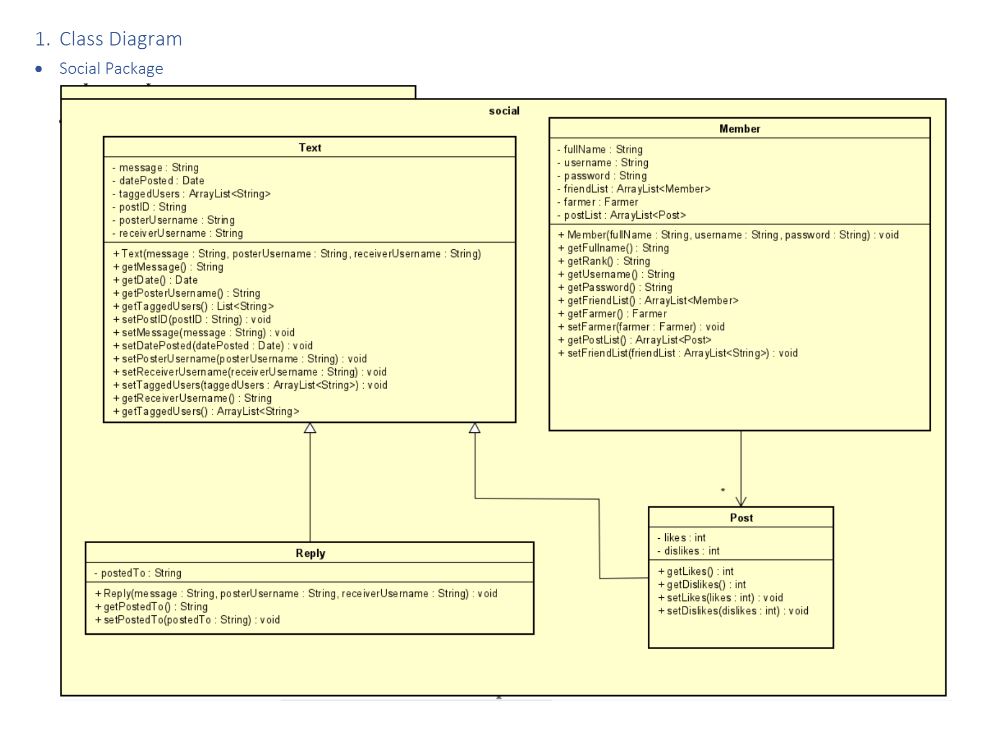 1. Class Diagram
• Social Package
social
Text
- message : String
- datePosted : Date
- taggedUsers : ArrayList<String>
- postID : String
- posterUsername : String
- receiverUsername : String
+ Text(message : String, posterUsername : String, receiverUsername : String)
+ getMessage() : String
+ getDate() : Date
+ getPosterUsername() : String
+ getTaggedUsers() : List<String>
+ setPostID(postID : String) : void
+ setMessage(message : String) : void
+ setDatePosted(datePosted : Date) : void
+ setPosterUsername(posterUsername : String) : void
+ setReceiverUsername(receiverUsername : String) : void
+ setTaggedUsers(taggedUsers : ArrayList<String>) : void
+ getReceiverUsername() : String
+ getTaggedUsers() : ArrayList<String>
Member
- fullName : String
- username : String
- password : String
- friendList : ArrayList<Member>
- farmer : Farmer
- postList : ArrayList<Post>
+ Member(fullName : String, username : String, password : String) : void
+ getFullname() : String
+ getRank() : String
+ getUsername() : String
+ getPassword() : String
+ getFriendList() : ArrayList<Member>
+ getFarmer() : Farmer
+ setFarmer(farmer : Farmer) : void
+ getPostList() : ArrayList<Post>
+ setFriendList(friendList : ArrayList<String>) : void
*
Reply
- postedTo : String
+ Reply(message : String, posterUsername : String, receiverUsername : String) : void
+ getPostedTo() : String
+ setPostedTo(postedTo : String) : void
Post
- likes : int
- dislikes : int
+ getLikes() : int
+ getDislikes() : int
+ setLikes(likes : int) : void
+ setDislikes(dislikes : int) : void